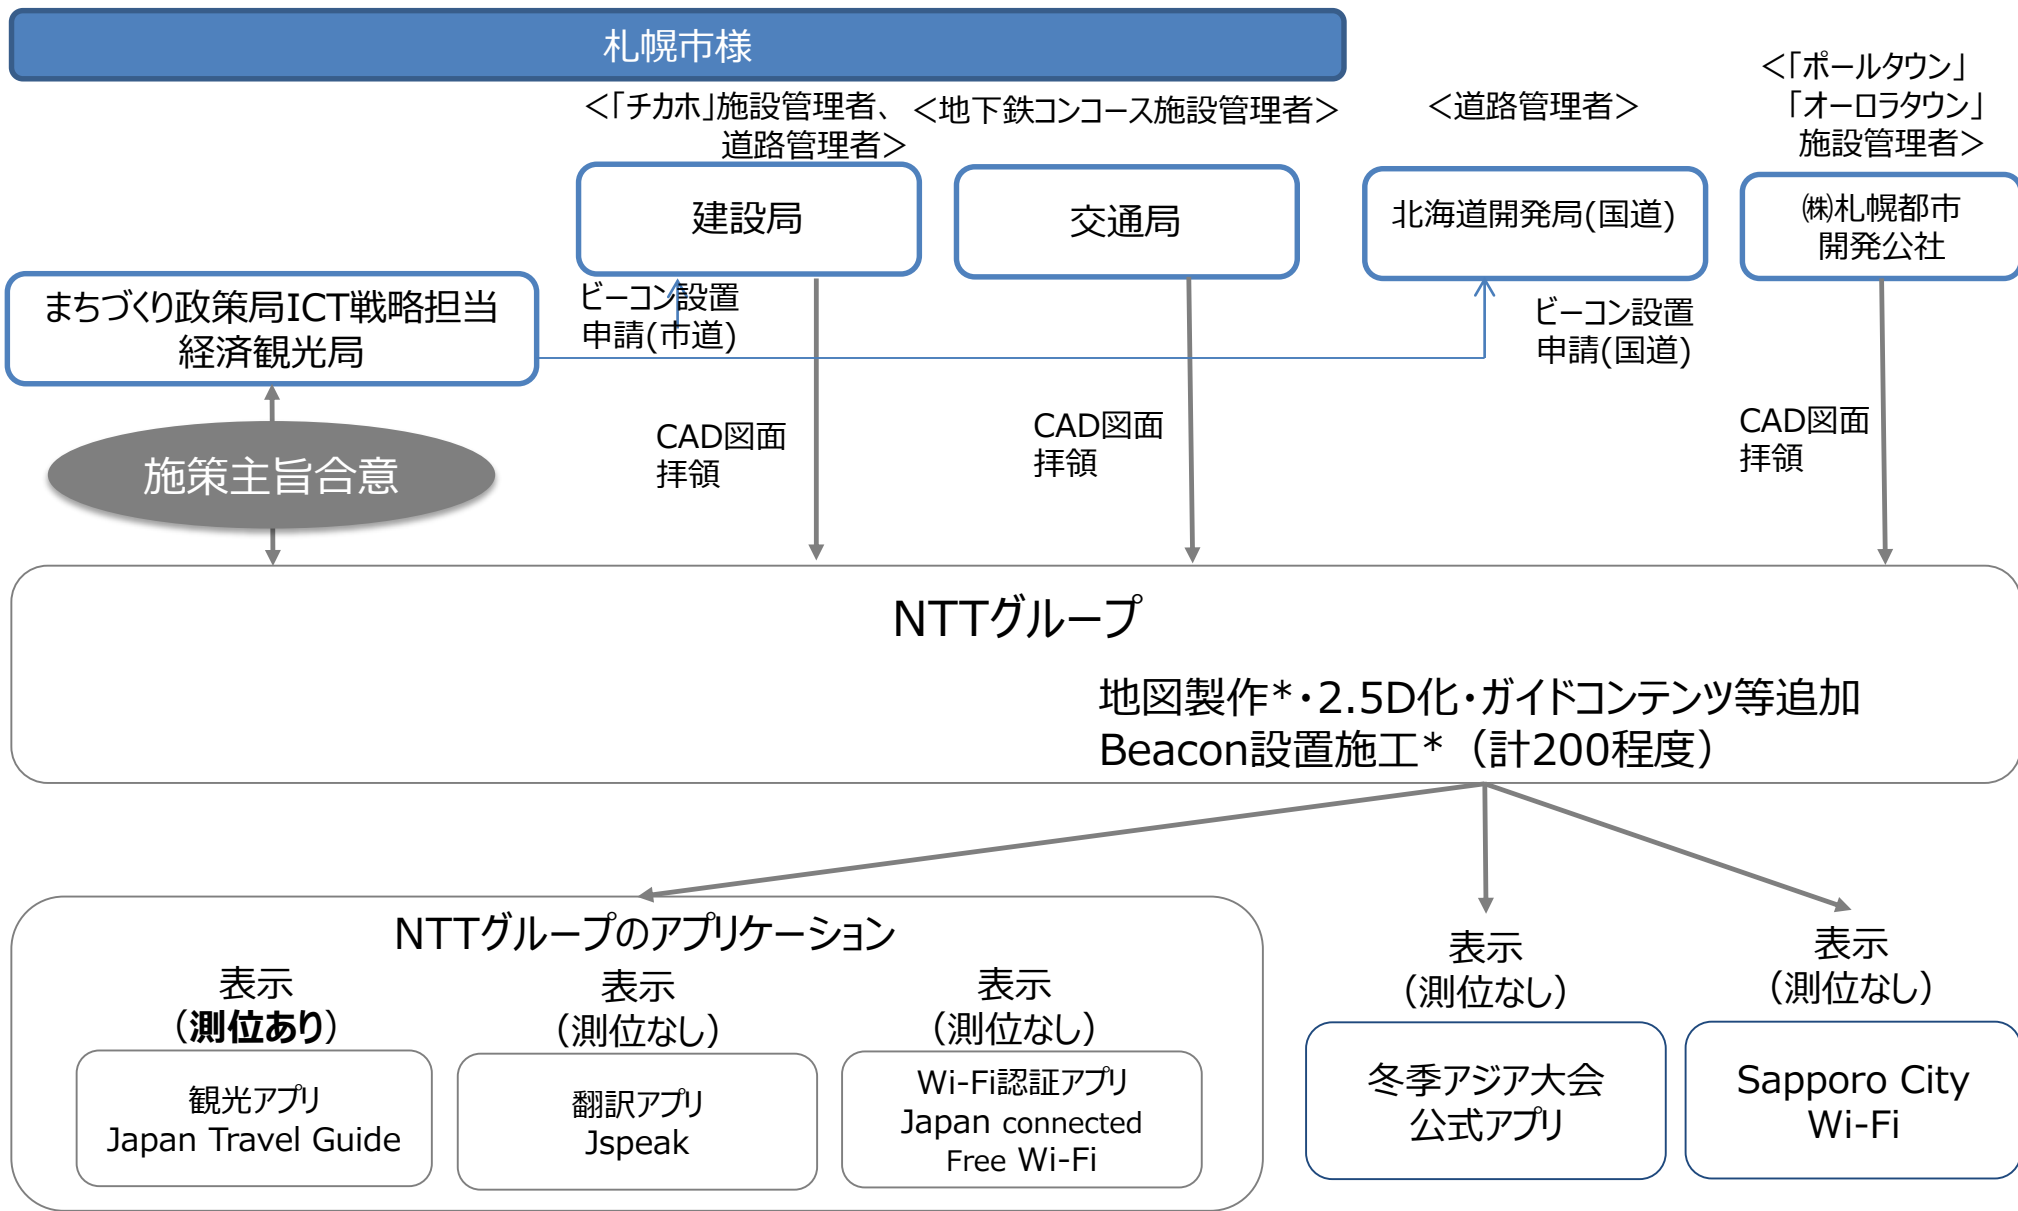 札幌市様
<「チカホ」施設管理者、
道路管理者>
<地下鉄コンコース施設管理者>
<道路管理者>
<「ポールタウン」
「オーロラタウン」
施設管理者>
建設局
交通局
北海道開発局(国道)
㈱札幌都市
開発公社
まちづくり政策局ICT戦略担当
経済観光局
ビーコン設置
申請(市道)
ビーコン設置
申請(国道)
施策主旨合意
CAD図面
拝領
CAD図面
拝領
CAD図面
拝領
NTTグループ
地図製作*・2.5D化・ガイドコンテンツ等追加
Beacon設置施工*（計200程度）
NTTグループのアプリケーション
表示
（測位あり）
表示
（測位なし）
表示
（測位なし）
表示
（測位なし）
表示
（測位なし）
観光アプリ
Japan Travel Guide
翻訳アプリ
Jspeak
Wi-Fi認証アプリ
Japan connected
Free Wi-Fi
冬季アジア大会
公式アプリ
Sapporo City
Wi-Fi